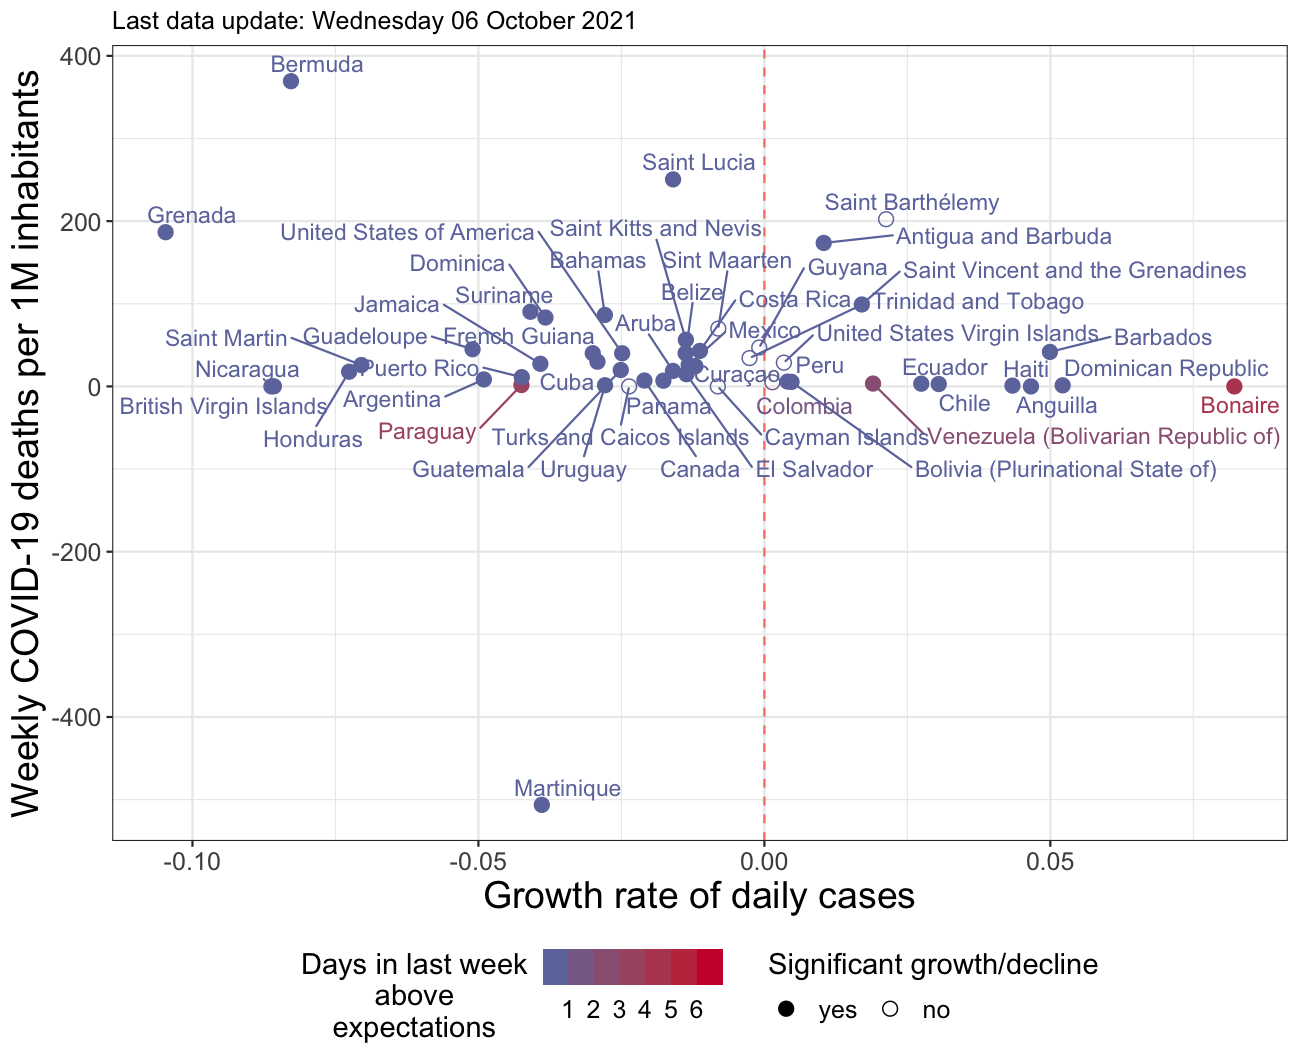 Last data update: Wednesday 06 October 2021
Weekly COVID-19 deaths per 1M inhabitants
400
200
0
-200
-400
Bermuda
Saint Lucia
Grenada
Saint Barthélemy
United States of America
Saint Kitts and Nevis
Antigua and Barbuda
Dominica
Bahamas
Sint Maarten
Guyana
Saint Vincent and the Grenadines
Jamaica
Suriname
Belize
Costa Rica
Trinidad and Tobago
Saint Martin
Guadeloupe
French Guiana
Aruba
Mexico
United States Virgin Islands
Barbados
Nicaragua
Puerto Rico
Cuba
Curaçao
Peru
Ecuador
Haiti
Dominican Republic
British Virgin Islands
Argentina
Panama
Colombia
Chile
Anguilla
Bonaire
Honduras
Paraguay
Turks and Caicos Islands
Cayman Islands
Venezuela (Bolivarian Republic of)
Guatemala
Uruguay
Canada
El Salvador
Bolivia (Plurinational State of)
Martinique
-0.10
-0.05
0.00
0.05
Growth rate of daily cases
Days in last week
above
expectations
1 2 3 4 5 6
Significant growth/decline
yes
no